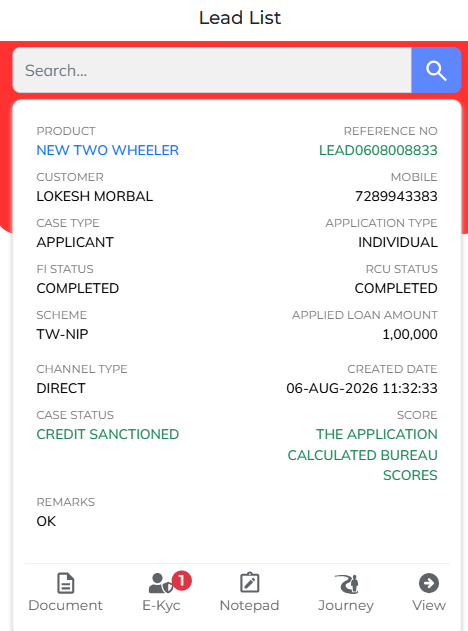 Lead List
Search...
PRODUCT REFERENCE NO
NEW TWO WHEELER LEAD0608008833
CUSTOMER MOBILE
LOKESH MORBAL 7289943383
CASE TYPE APPLICATION TYPE
APPLICANT INDIVIDUAL
FI STATUS RCU STATUS
COMPLETED COMPLETED
SCHEME APPLIED LOAN AMOUNT
TW-NIP 1,00,000
CHANNEL TYPE CREATED DATE
DIRECT 06-AUG-2026 11:32:33
CASE STATUS SCORE
CREDIT SANCTIONED THE APPLICATION
CALCULATED BUREAU
SCORES
REMARKS
OK
1
Document E-Kyc Notepad Journey View